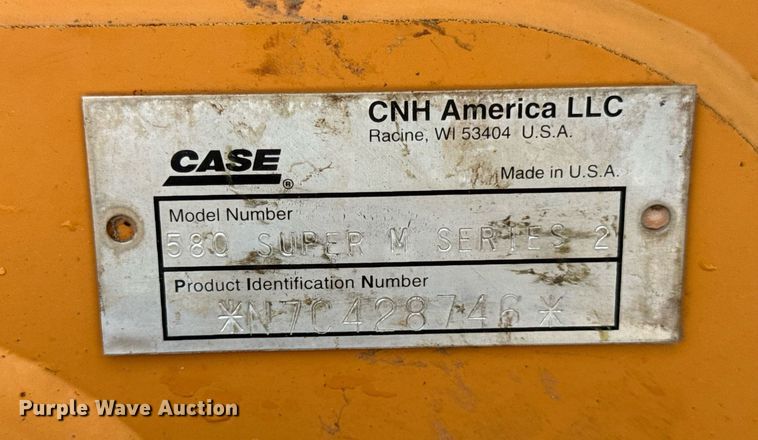 CNH America LLC
Racine, WI 53404 U.S.A.
CASE®
Made in U.S.A.
Model Number
580 SUPER M SERIES 2
Product Identification Number
*N7C428746*
Purple Wave Auction